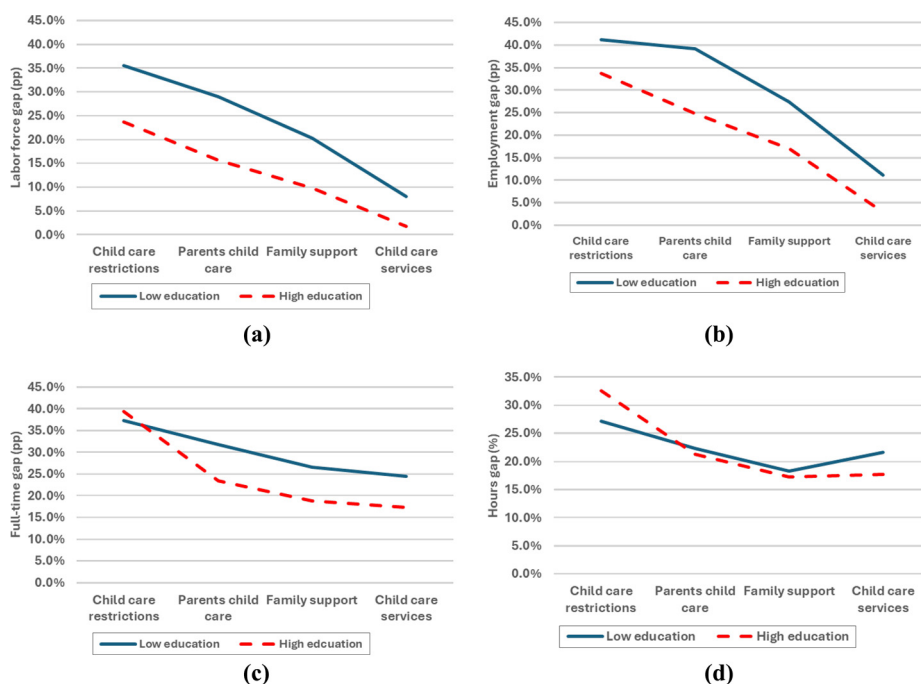 45.0%
40.0%
35.0%
30.0%
25.0%
20.0%
15.0%
10.0%
5.0%
0.0%
Labor force gap (pp)
Child care restrictions
Parents child care
Family support
Child care services
Low education
High education
(a)
45.0%
40.0%
35.0%
30.0%
25.0%
20.0%
15.0%
10.0%
5.0%
0.0%
Employment gap (pp)
Child care restrictions
Parents child care
Family support
Child care services
Low education
High education
(b)
45.0%
40.0%
35.0%
30.0%
25.0%
20.0%
15.0%
10.0%
5.0%
0.0%
Full-time gap (pp)
Child care restrictions
Parents child care
Family support
Child care services
Low education
High edcuation
(c)
35.0%
30.0%
25.0%
20.0%
15.0%
10.0%
5.0%
0.0%
Hours gap (%)
Child care restrictions
Parents child care
Family support
Child care services
Low education
High education
(d)